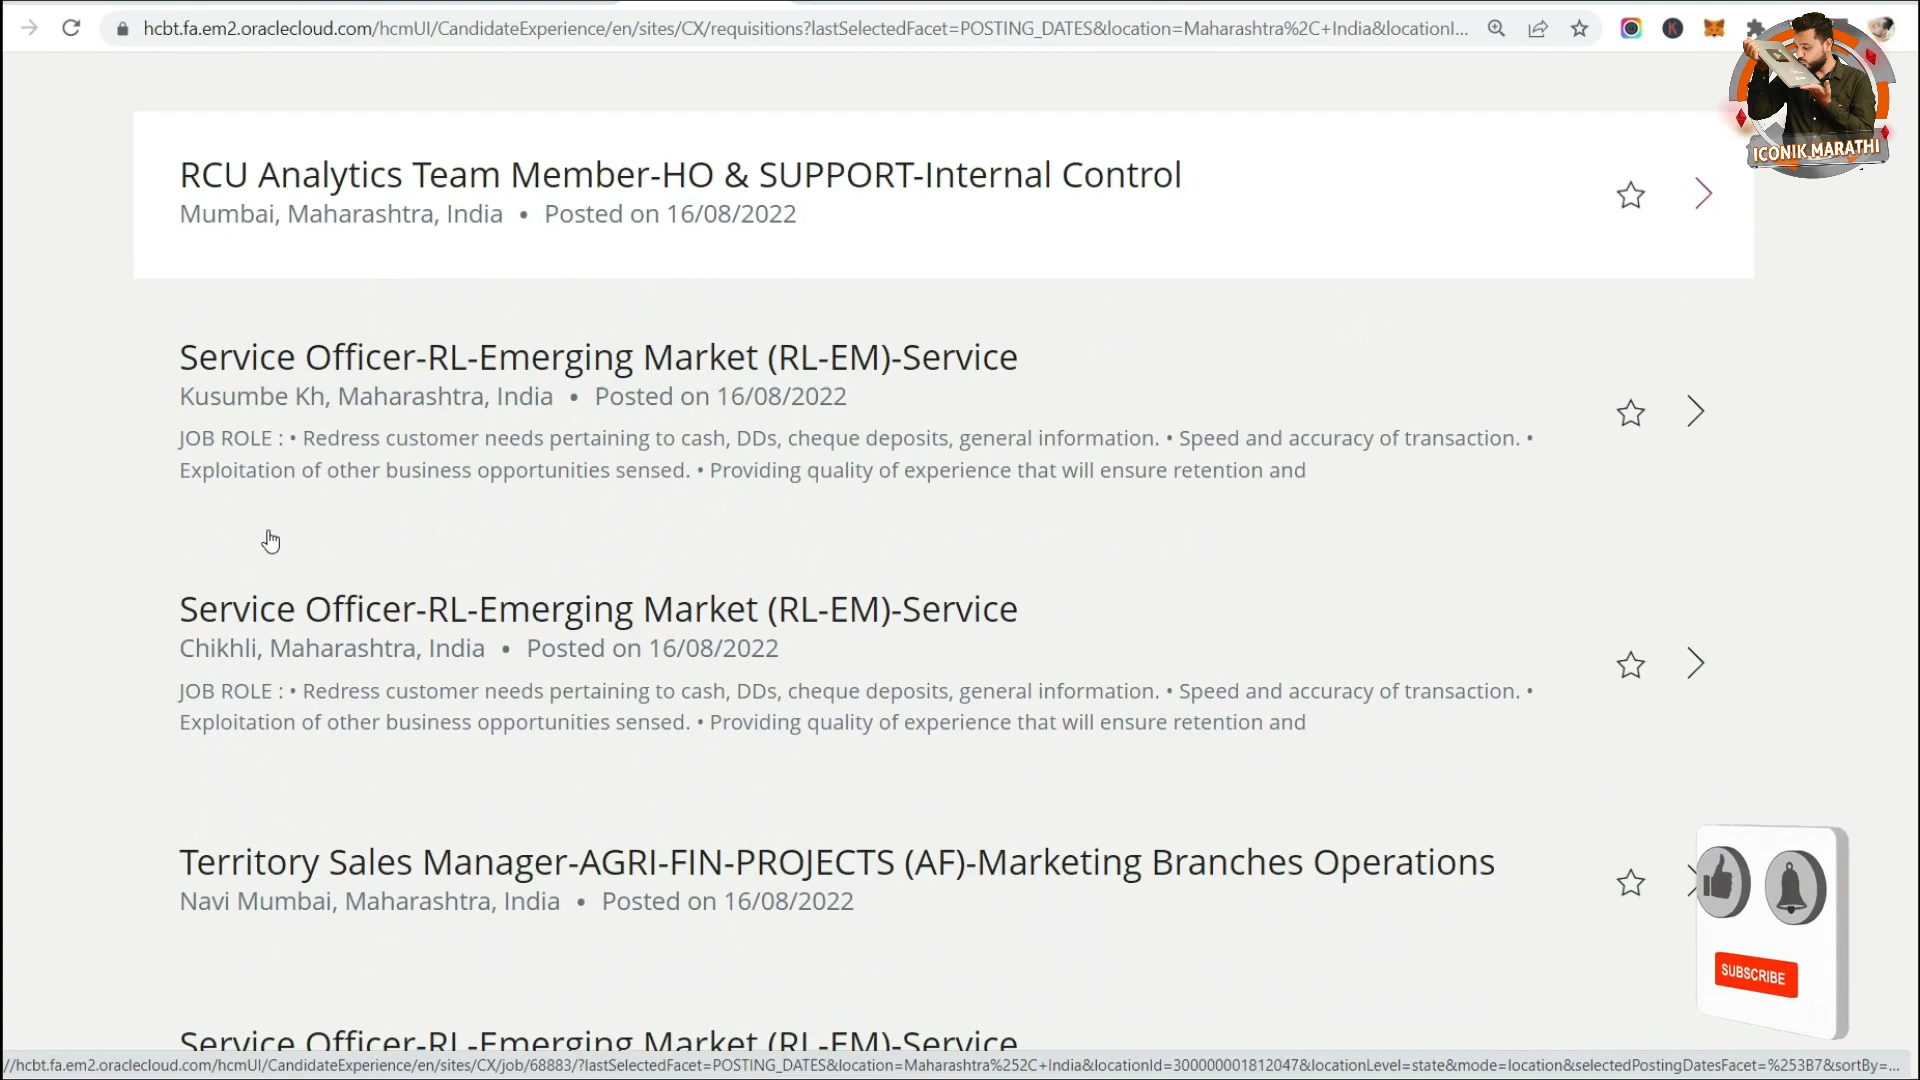 hcbt.fa.em2.oraclecloud.com/hcmUI/CandidateExperience/en/sites/CX/requisitions?lastSelectedFacet=POSTING_DATES&location=Maharashtra%2C+India&locationI...
K
ICONIK MARATHI
RCU Analytics Team Member-HO & SUPPORT-Internal Control
Mumbai, Maharashtra, India • Posted on 16/08/2022
Service Officer-RL-Emerging Market (RL-EM)-Service
Kusumbe Kh, Maharashtra, India • Posted on 16/08/2022
JOB ROLE : • Redress customer needs pertaining to cash, DDs, cheque deposits, general information. • Speed and accuracy of transaction. •
Exploitation of other business opportunities sensed. • Providing quality of experience that will ensure retention and
Service Officer-RL-Emerging Market (RL-EM)-Service
Chikhli, Maharashtra, India • Posted on 16/08/2022
JOB ROLE : • Redress customer needs pertaining to cash, DDs, cheque deposits, general information. • Speed and accuracy of transaction. •
Exploitation of other business opportunities sensed. • Providing quality of experience that will ensure retention and
Territory Sales Manager-AGRI-FIN-PROJECTS (AF)-Marketing Branches Operations
Navi Mumbai, Maharashtra, India • Posted on 16/08/2022
SUBSCRIBE
Service Officer-RL-Emerging Market (RL-EM)-Service
//hcbt.fa.em2.oraclecloud.com/hcmUI/CandidateExperience/en/sites/CX/job/68883/?lastSelectedFacet=POSTING_DATES&location=Maharashtra%252C+India&locationId=300000001812047&locationLevel=state&mode=location&selectedPostingDatesFacet=%253B7&sortBy=...